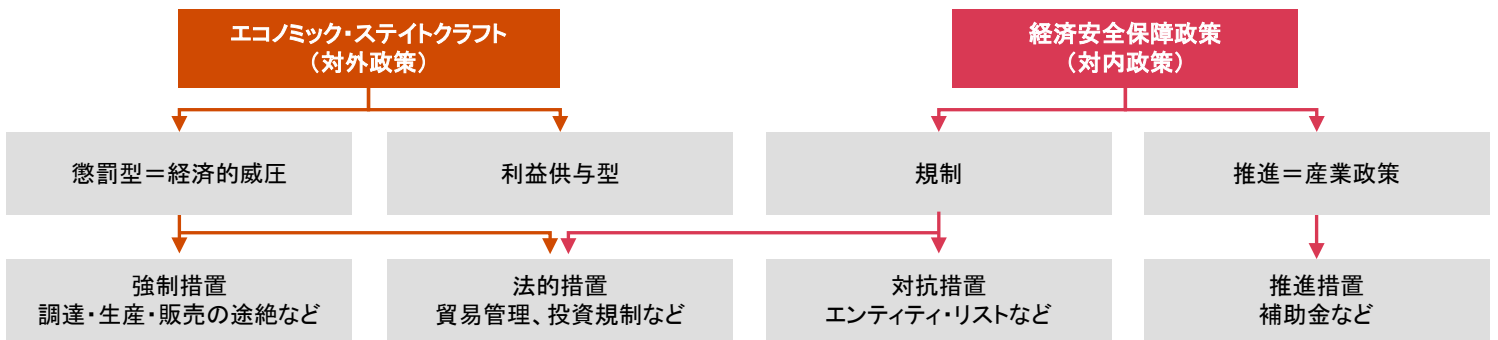 エコノミック・ステイトクラフト
（対外政策）
経済安全保障政策
（対内政策）
懲罰型＝経済的威圧
利益供与型
規制
推進＝産業政策
強制措置
調達・生産・販売の途絶など
法的措置
貿易管理、投資規制など
対抗措置
エンティティ・リストなど
推進措置
補助金など